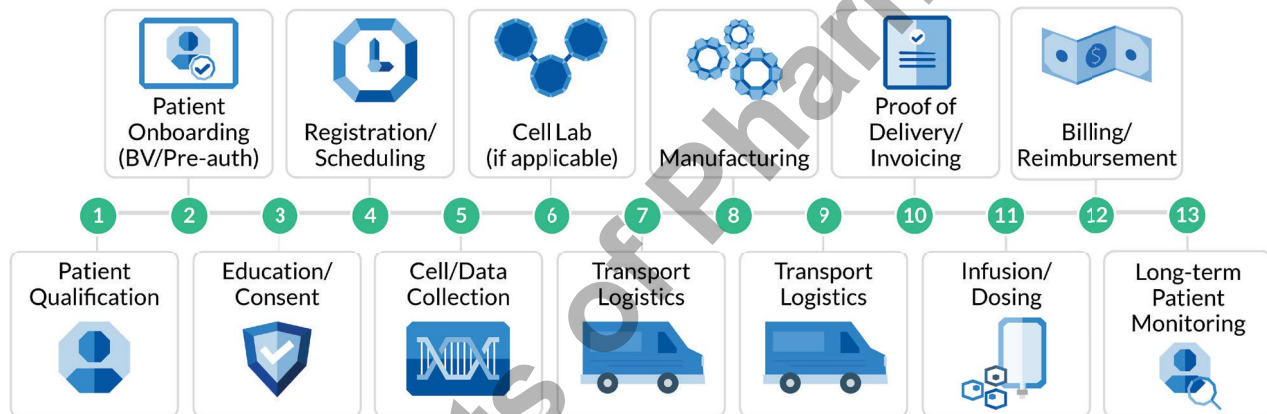 Patient
Onboarding
(BV/Pre-auth)
Registration/
Scheduling
Cell Lab
(if applicable)
Manufacturing
Proof of
Delivery/
Invoicing
$
Billing/
Reimbursement
1
2
3
4
5
6
7
8
9
10
11
12
13
Patient
Qualification
Education/
Consent
Cell/Data
Collection
Transport
Logistics
Transport
Logistics
Infusion/
Dosing
Long-term
Patient
Monitoring
of